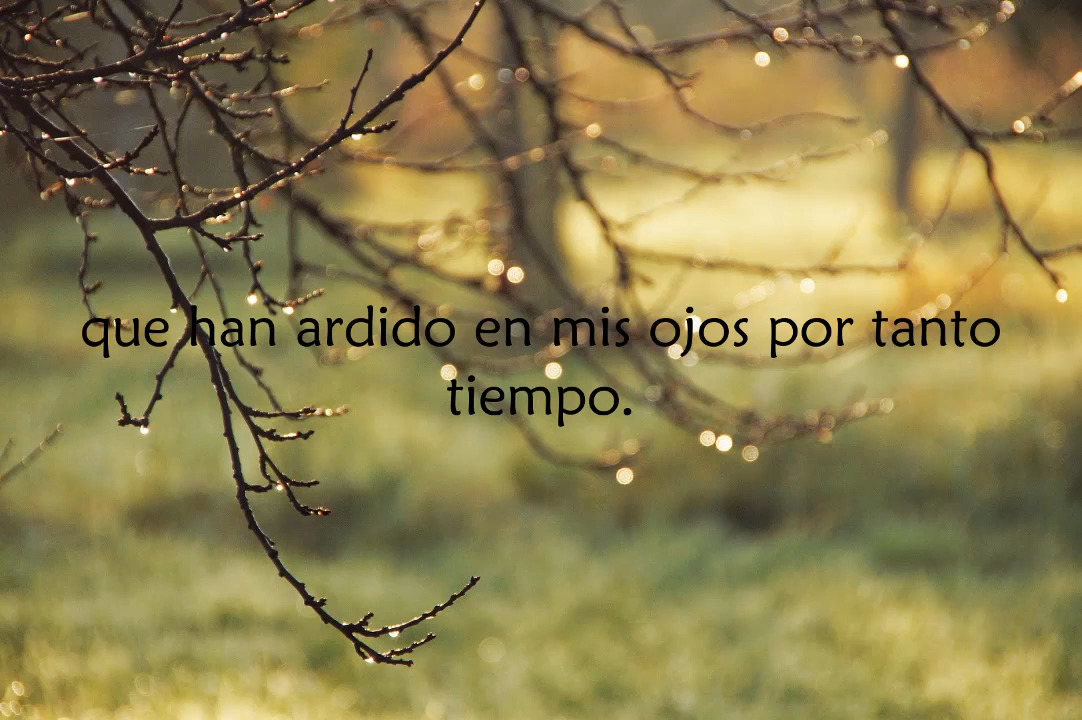 que han ardido en mis ojos por tanto
tiempo.